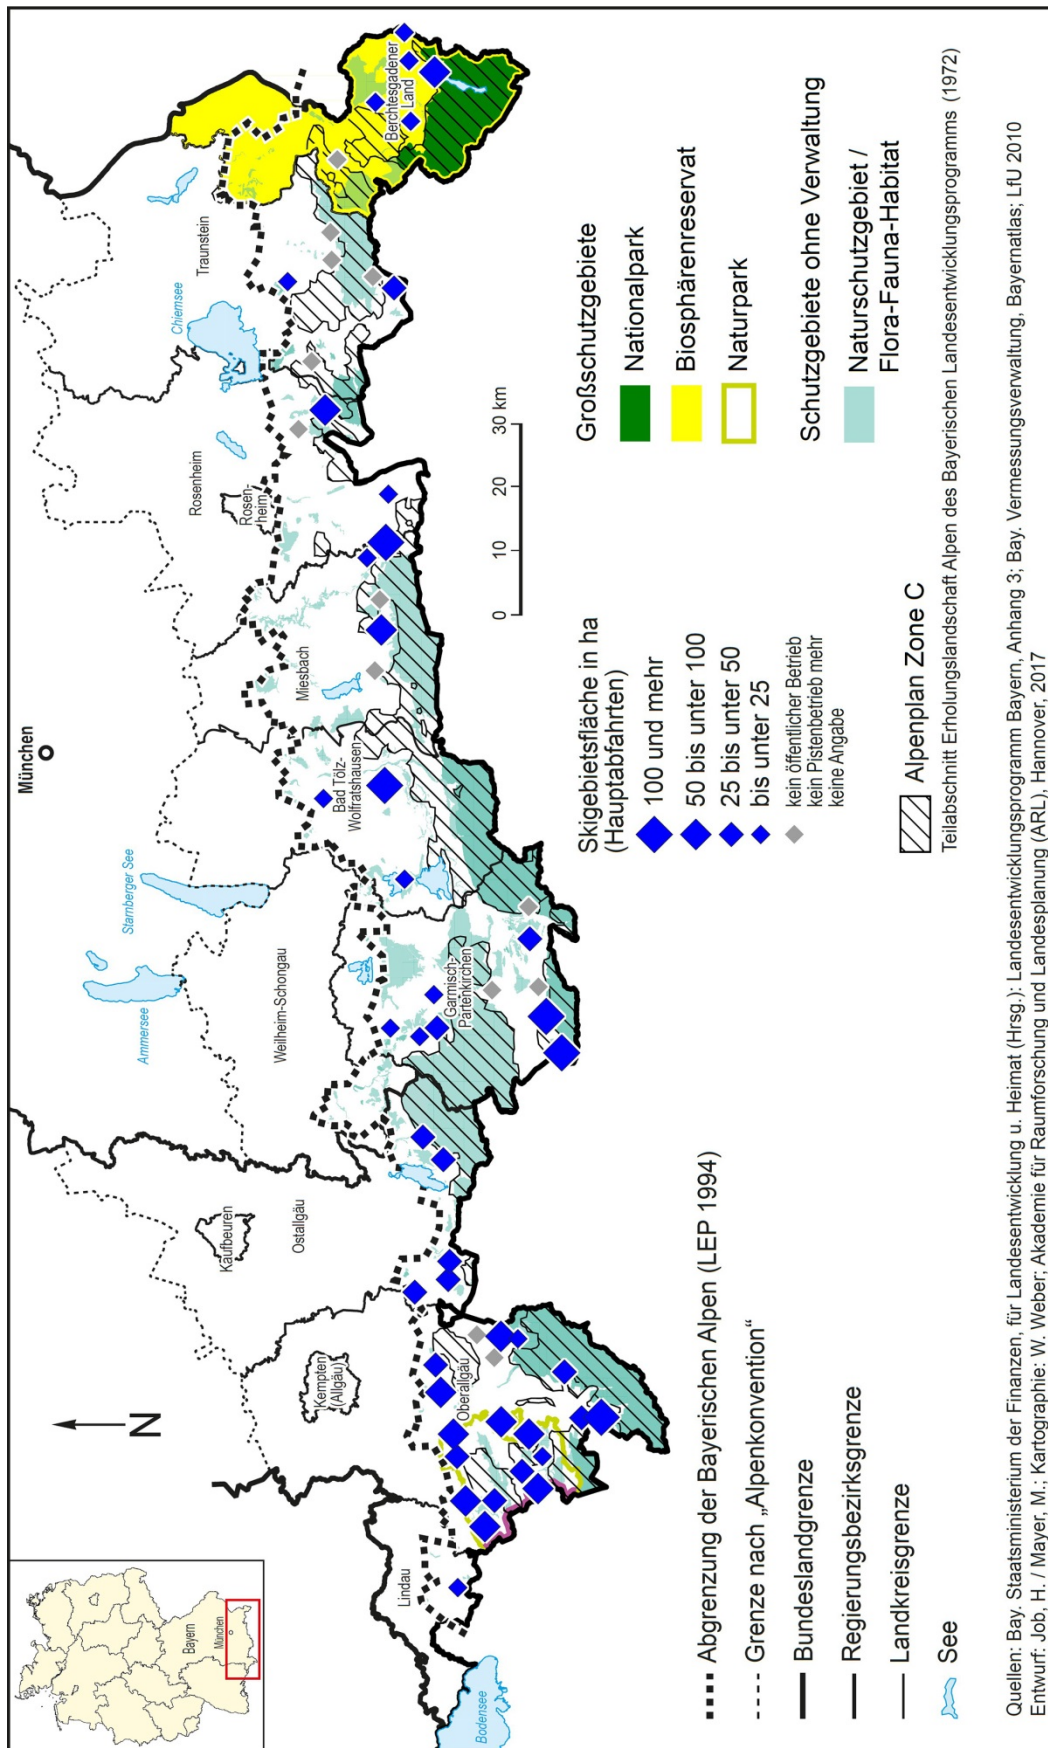 Bayern
München
N
München
Bodensee
Lindau
Kempten
(Allgäu)
Oberallgäu
Kaufbeuren
Ostallgäu
Ammersee
Starnberger See
Weilheim-Schongau
Garmisch-
Partenkirchen
Bad Tölz-
Wolfratshausen
Miesbach
Rosenheim
Rosen-
heim
Chiemsee
Traunstein
Berchtesgadener
Land
0 10 20 30 km
Abgrenzung der Bayerischen Alpen (LEP 1994)
Grenze nach „Alpenkonvention“
Bundeslandgrenze
Regierungsbezirksgrenze
Landkreisgrenze
See
Skigebietsfläche in ha
(Hauptabfahrten)
100 und mehr
50 bis unter 100
25 bis unter 50
bis unter 25
kein öffentlicher Betrieb
kein Pistenbetrieb mehr
keine Angabe
Großschutzgebiete
Nationalpark
Biosphärenreservat
Naturpark
Schutzgebiete ohne Verwaltung
Naturschutzgebiet /
Flora-Fauna-Habitat
Alpenplan Zone C
Teilabschnitt Erholungslandschaft Alpen des Bayerischen Landesentwicklungsprogramms (1972)
Quellen: Bay. Staatsministerium der Finanzen, für Landesentwicklung u. Heimat (Hrsg.): Landesentwicklungsprogramm Bayern, Anhang 3; Bay. Vermessungsverwaltung, Bayernatlas; LfU 2010
Entwurf: Job, H. / Mayer, M.; Kartographie: W. Weber; Akademie für Raumforschung und Landesplanung (ARL), Hannover, 2017